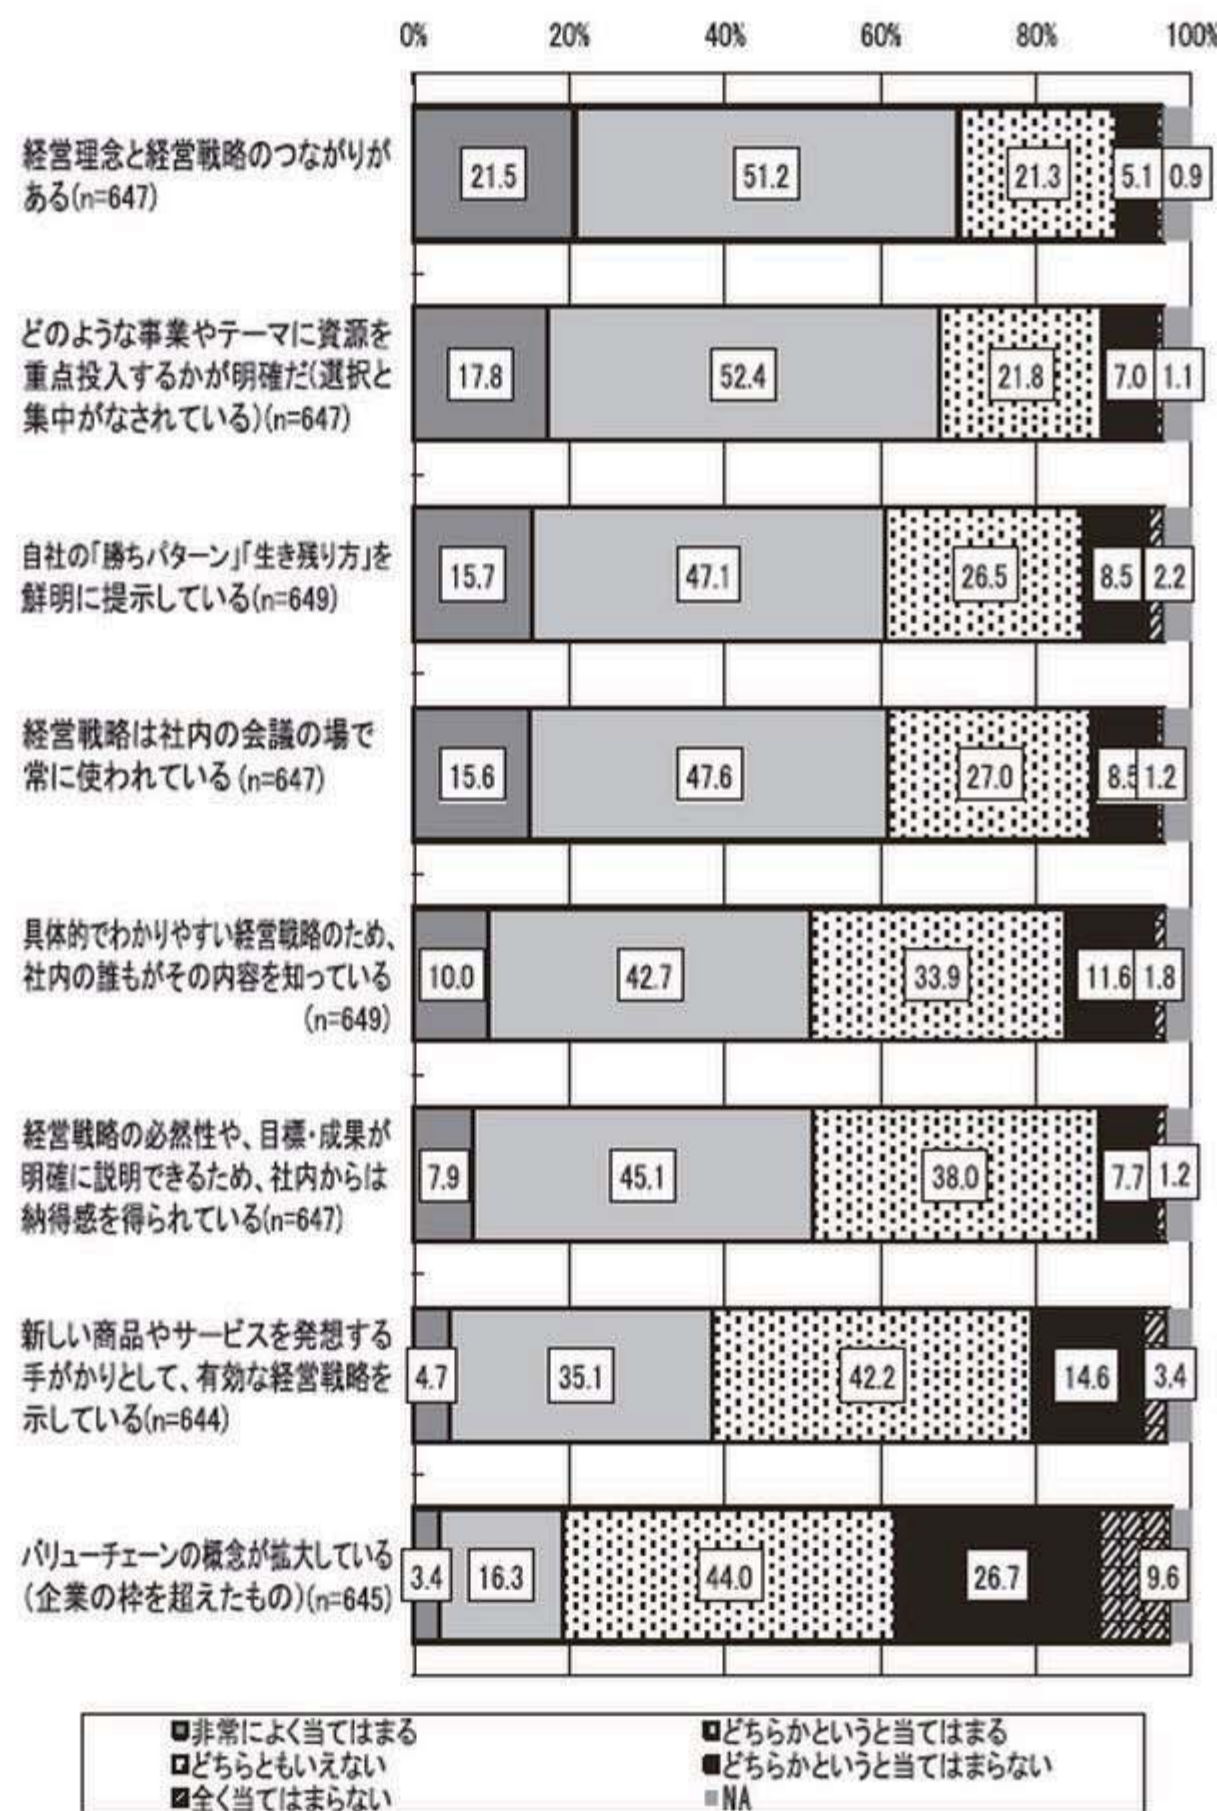 0% 20% 40% 60% 80% 100%
経営理念と経営戦略のつながりが
ある(n=647)
21.5 51.2 21.3 5.1 0.9
どのような事業やテーマに資源を
重点投入するかが明確だ(選択と
集中がなされている)(n=647)
17.8 52.4 21.8 7.0 1.1
自社の「勝ちパターン」「生き残り方」を
鮮明に提示している(n=649)
15.7 47.1 26.5 8.5 2.2
経営戦略は社内の会議の場で
常に使われている(n=647)
15.6 47.6 27.0 8.5 1.2
具体的でわかりやすい経営戦略のため、
社内の誰もがその内容を知っている
(n=649)
10.0 42.7 33.9 11.6 1.8
経営戦略の必然性や、目標・成果が
明確に説明できるため、社内からは
納得感を得られている(n=647)
7.9 45.1 38.0 7.7 1.2
新しい商品やサービスを発想する
手がかりとして、有効な経営戦略を
示している(n=644)
4.7 35.1 42.2 14.6 3.4
バリューチェーンの概念が拡大している
(企業の枠を超えたもの)(n=645)
3.4 16.3 44.0 26.7 9.6
非常によく当てはまる どちらかというと当てはまる
どちらともいえない どちらかというと当てはまらない
全く当てはまらない NA